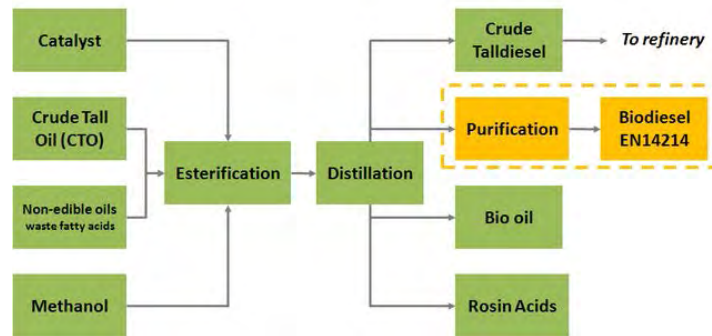 Catalyst
Crude Tall
Oil (CTO)
Non-edible oils
waste fatty acids
Methanol
Esterification
Distillation
Crude
Talldiesel
To refinery
Purification
Biodiesel
EN14214
Bio oil
Rosin Acids